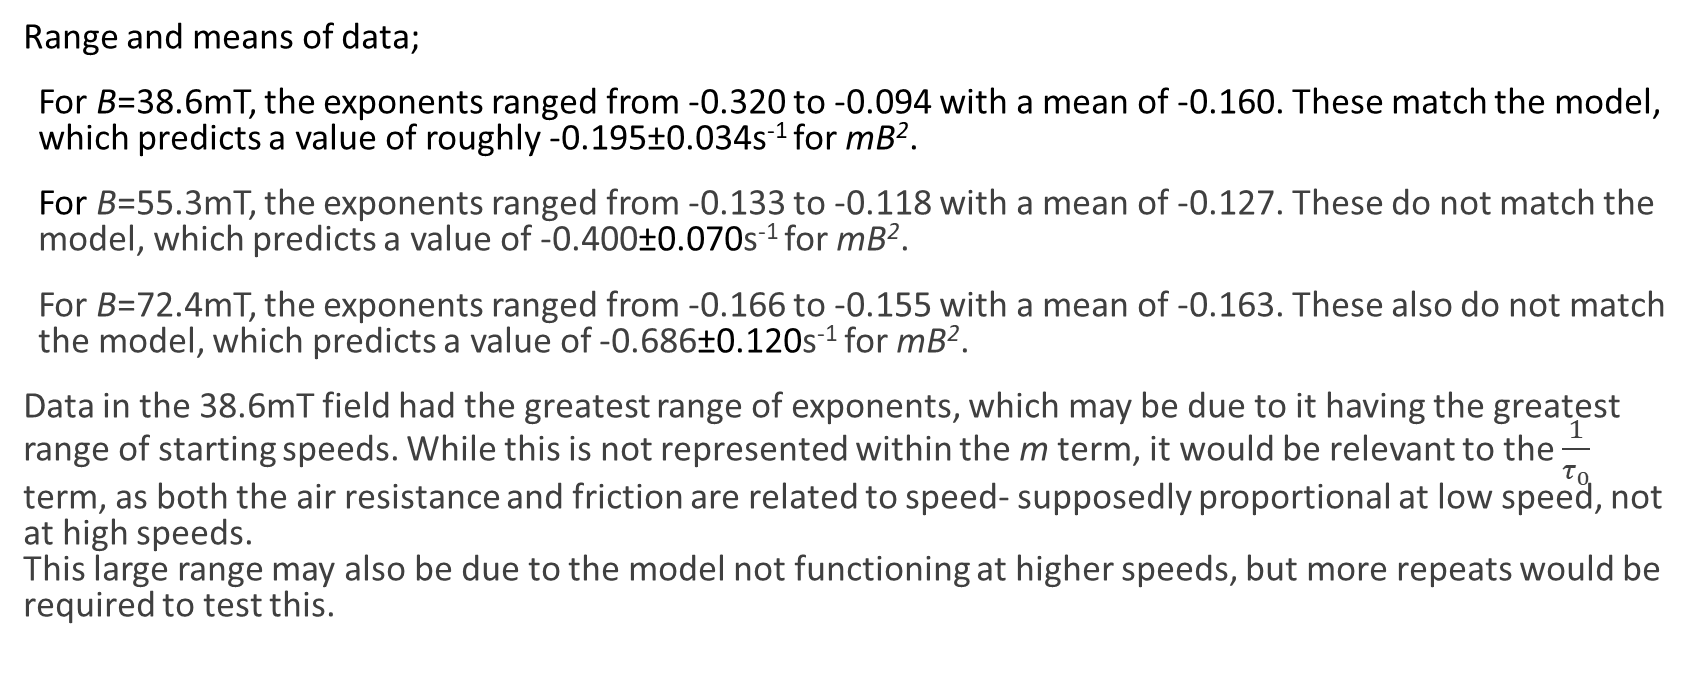 Range and means of data;
For B=38.6mT, the exponents ranged from -0.320 to -0.094 with a mean of -0.160. These match the model,
which predicts a value of roughly -0.195±0.034s⁻¹ for mB².
For B=55.3mT, the exponents ranged from -0.133 to -0.118 with a mean of -0.127. These do not match the
model, which predicts a value of -0.400±0.070s⁻¹ for mB².
For B=72.4mT, the exponents ranged from -0.166 to -0.155 with a mean of -0.163. These also do not match
the model, which predicts a value of -0.686±0.120s⁻¹ for mB².
Data in the 38.6mT field had the greatest range of exponents, which may be due to it having the greatest
range of starting speeds. While this is not represented within the m term, it would be relevant to the 1/τ₀
term, as both the air resistance and friction are related to speed- supposedly proportional at low speed, not
at high speeds.
This large range may also be due to the model not functioning at higher speeds, but more repeats would be
required to test this.